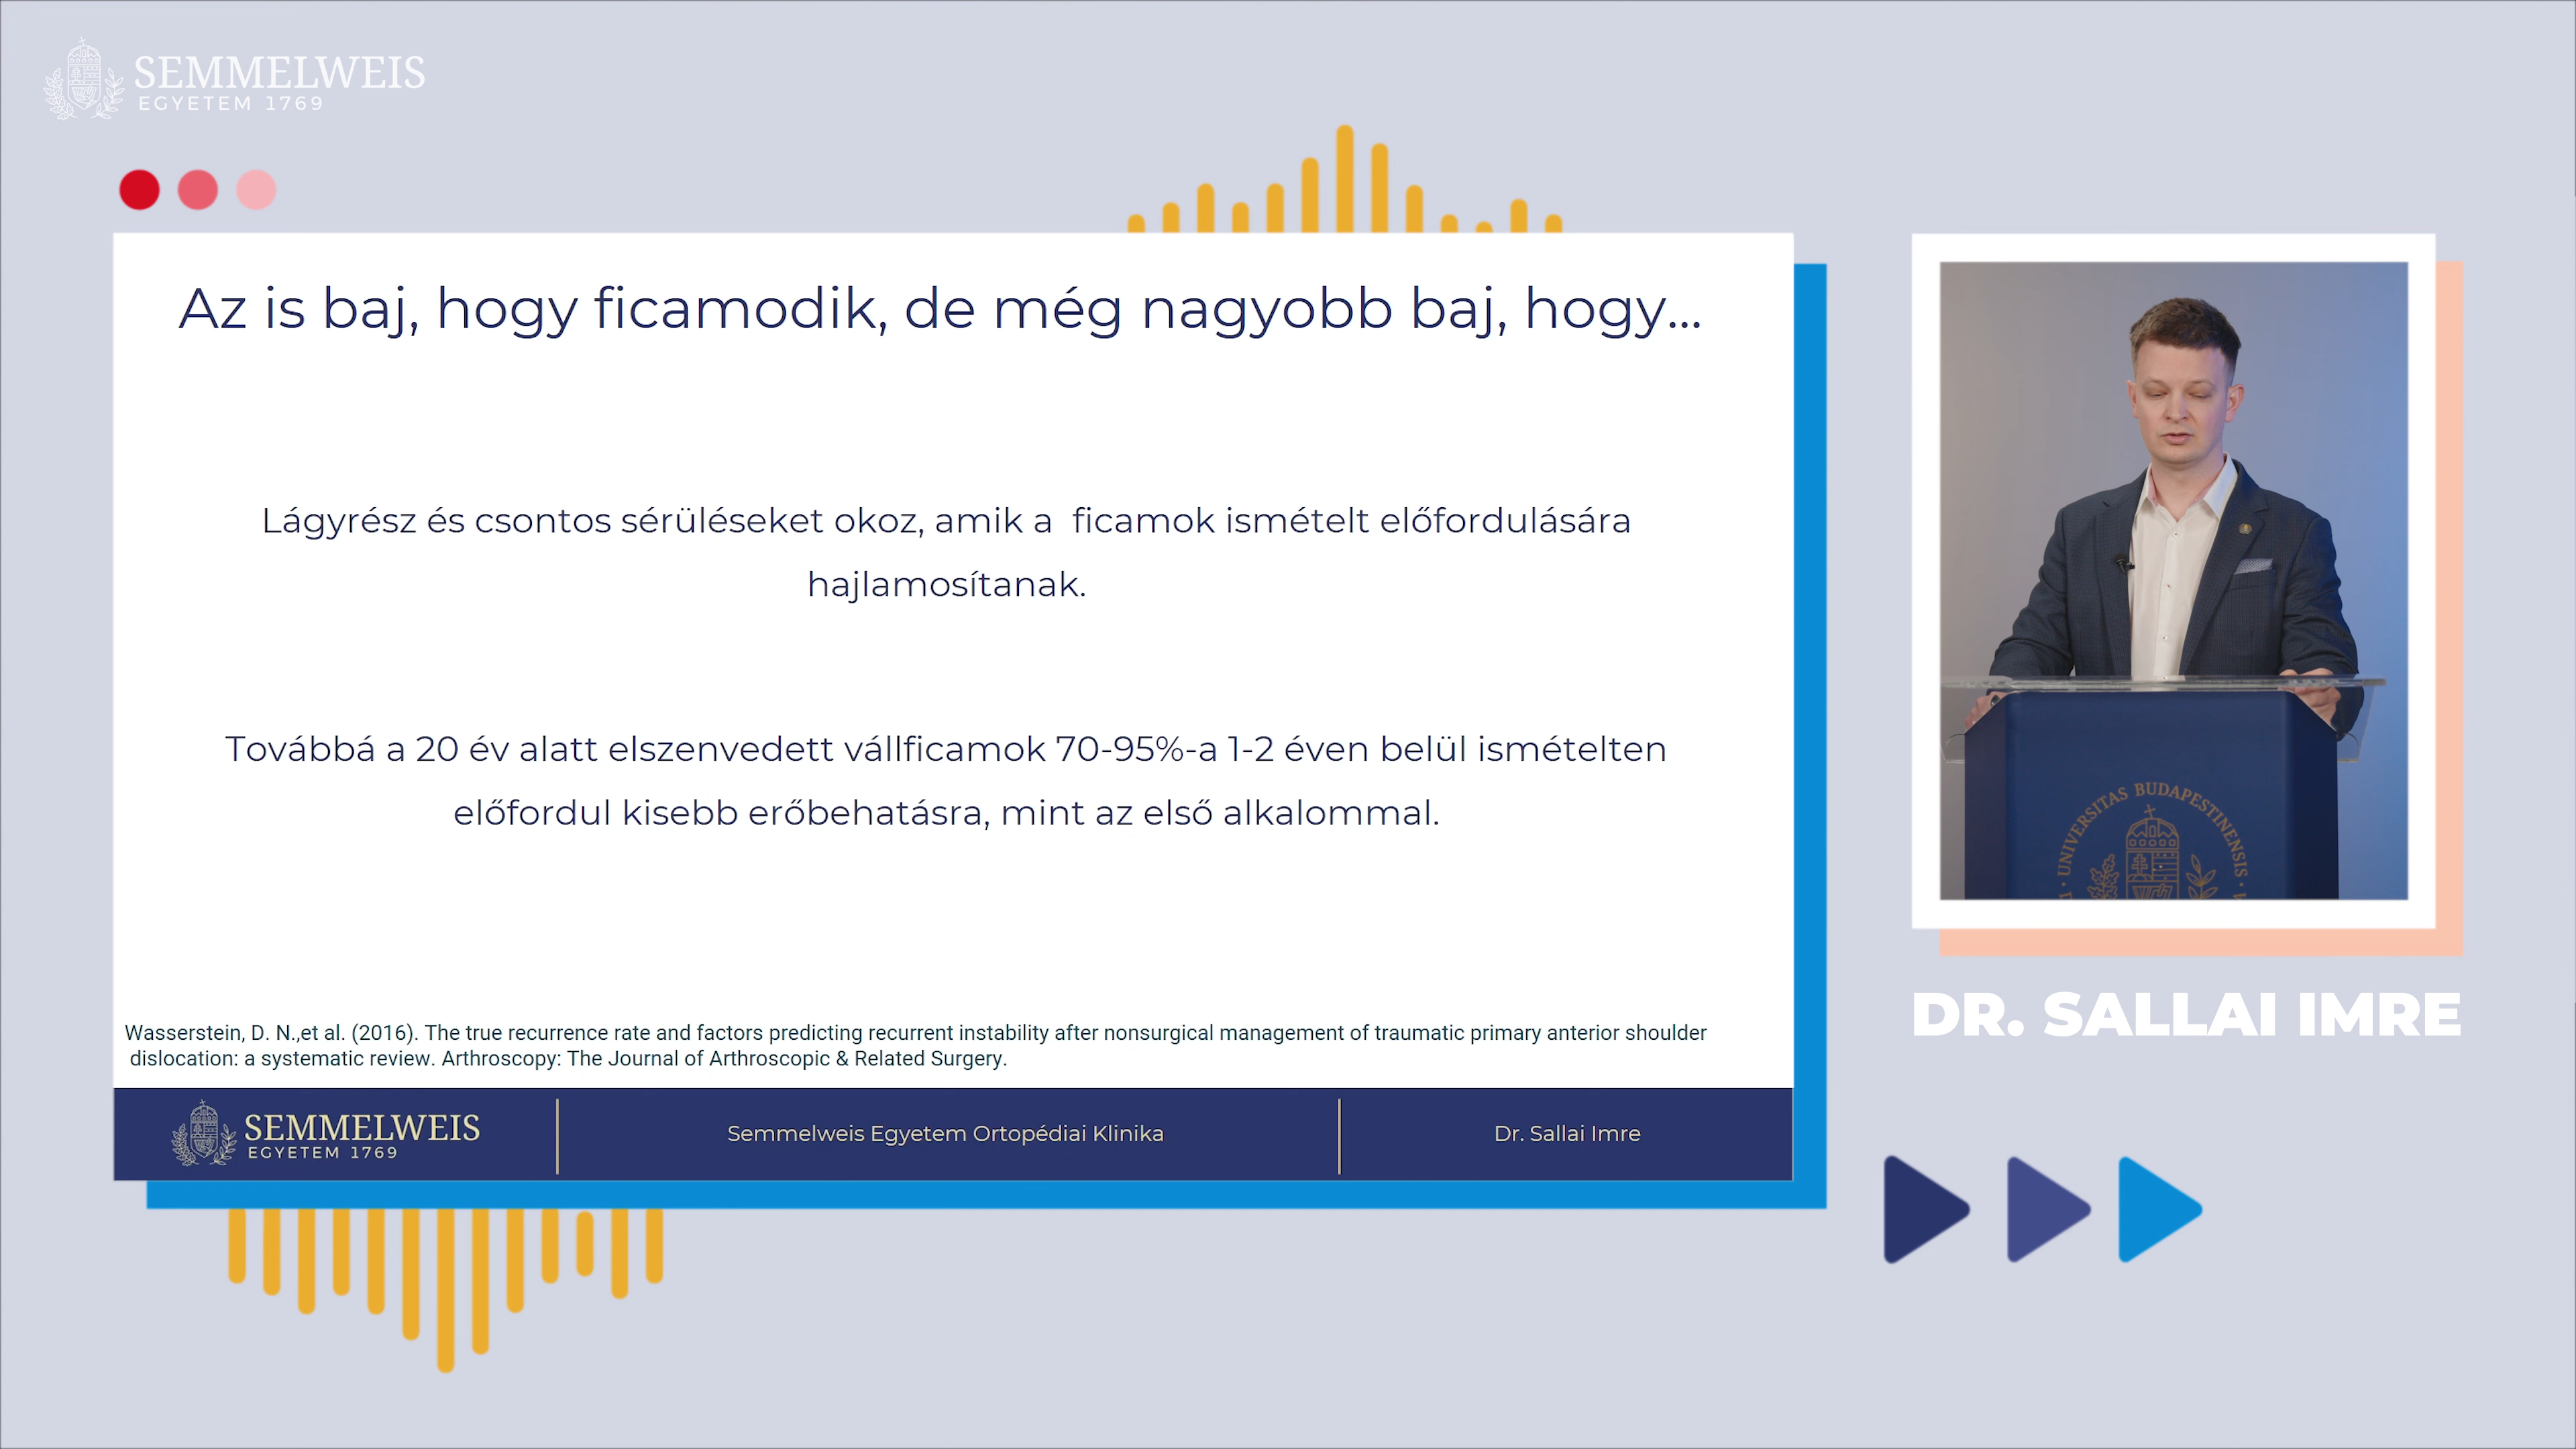 SEMMELWEIS
EGYETEM 1769
Az is baj, hogy ficamodik, de még nagyobb baj, hogy...
Lágyrész és csontos sérüléseket okoz, amik a  ficamok ismételt előfordulására
hajlamosítanak.
Továbbá a 20 év alatt elszenvedett vállficamok 70-95%-a 1-2 éven belül ismételten
előfordul kisebb erőbehatásra, mint az első alkalommal.
Wasserstein, D. N.,et al. (2016). The true recurrence rate and factors predicting recurrent instability after nonsurgical management of traumatic primary anterior shoulder
dislocation: a systematic review. Arthroscopy: The Journal of Arthroscopic & Related Surgery.
SEMMELWEIS
EGYETEM 1769
Semmelweis Egyetem Ortopédiai Klinika
Dr. Sallai Imre
UNIVERSITAS BUDAPESTINENSIS
DR. SALLAI IMRE